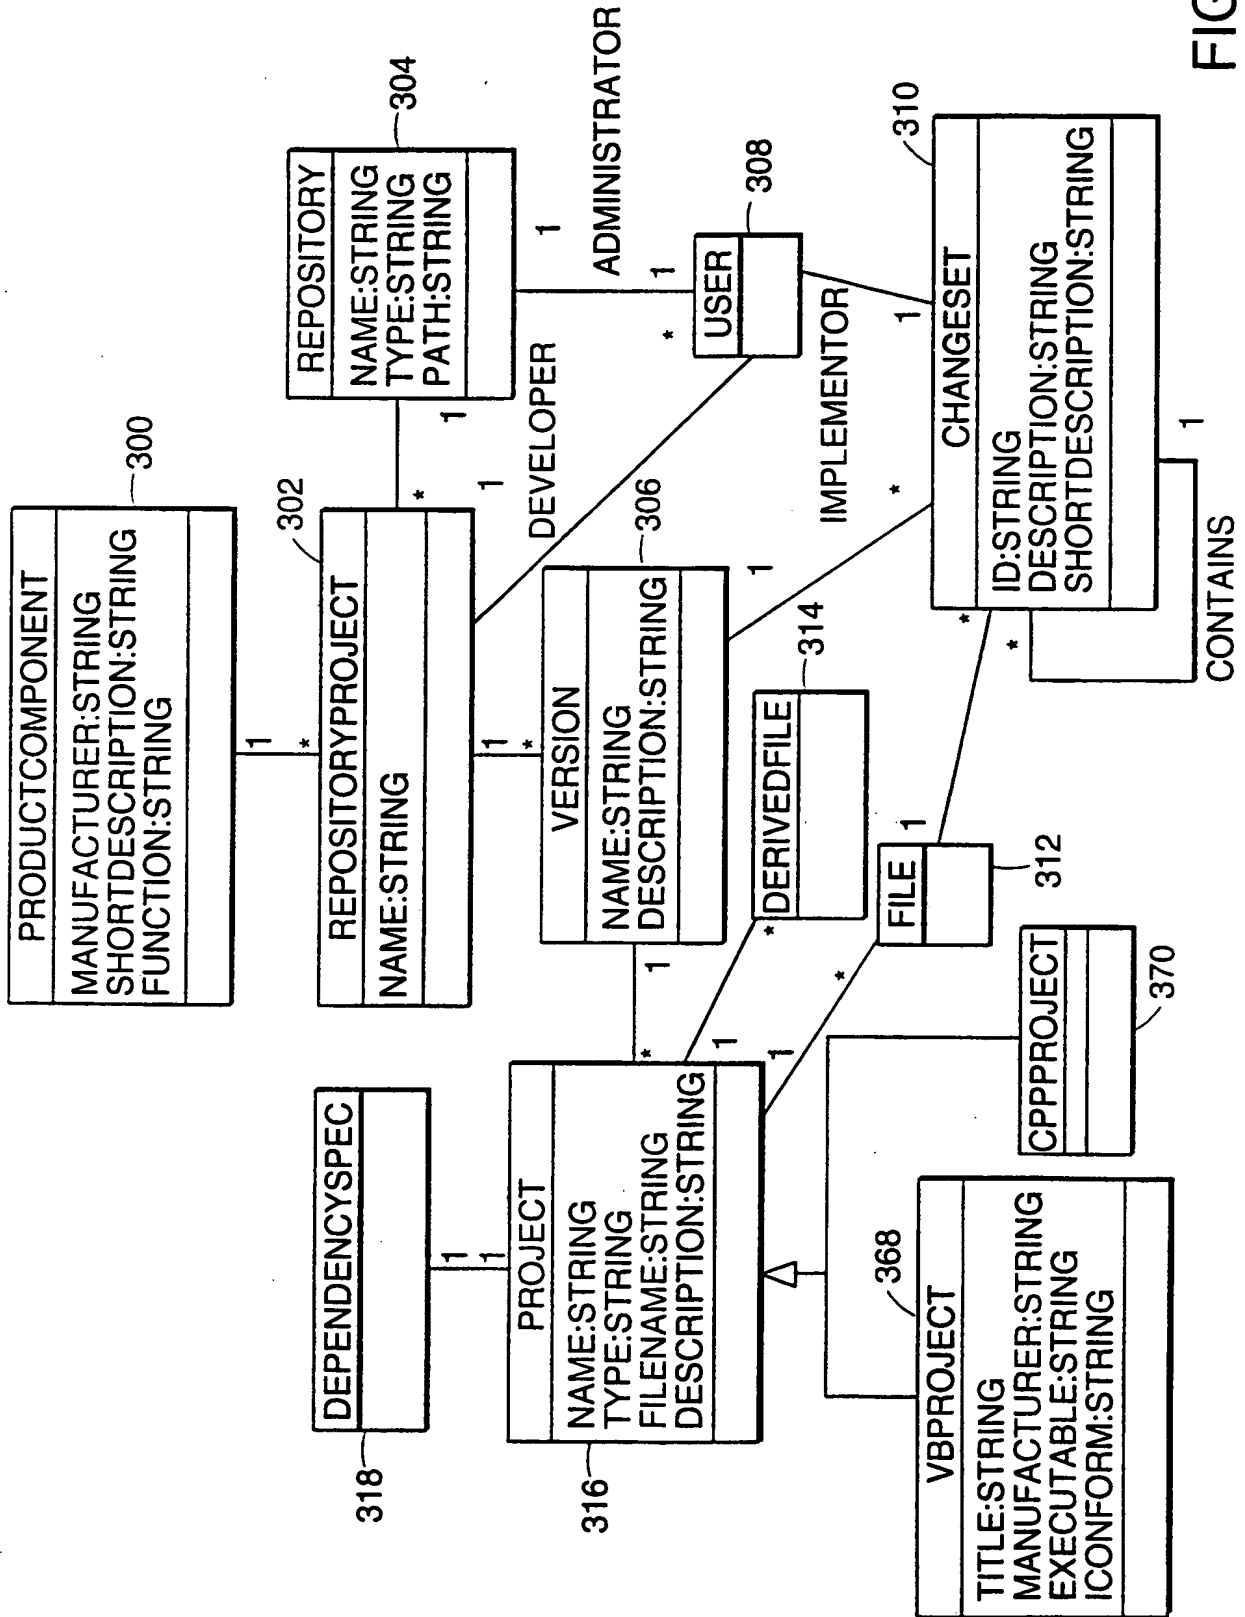 PRODUCTCOMPONENT
MANUFACTURER:STRING
SHORTDESCRIPTION:STRING
FUNCTION:STRING
300
1
*
302
REPOSITORYPROJECT
NAME:STRING
*
1
REPOSITORY
NAME:STRING
TYPE:STRING
PATH:STRING
304
1
ADMINISTRATOR
1
1
DEVELOPER
*
USER
308
1
*
VERSION
NAME:STRING
DESCRIPTION:STRING
306
1
*
IMPLEMENTOR
1
310
CHANGESET
ID:STRING
DESCRIPTION:STRING
SHORTDESCRIPTION:STRING
*
*
1
CONTAINS
DEPENDENCYSPEC
318
1
1
PROJECT
NAME:STRING
TYPE:STRING
FILENAME:STRING
DESCRIPTION:STRING
316
*
1
1
*
DERIVEDFILE
314
1
*
FILE
1
312
368
VBPROJECT
TITLE:STRING
MANUFACTURER:STRING
EXECUTABLE:STRING
ICONFORM:STRING
CPPPROJECT
370
FIG